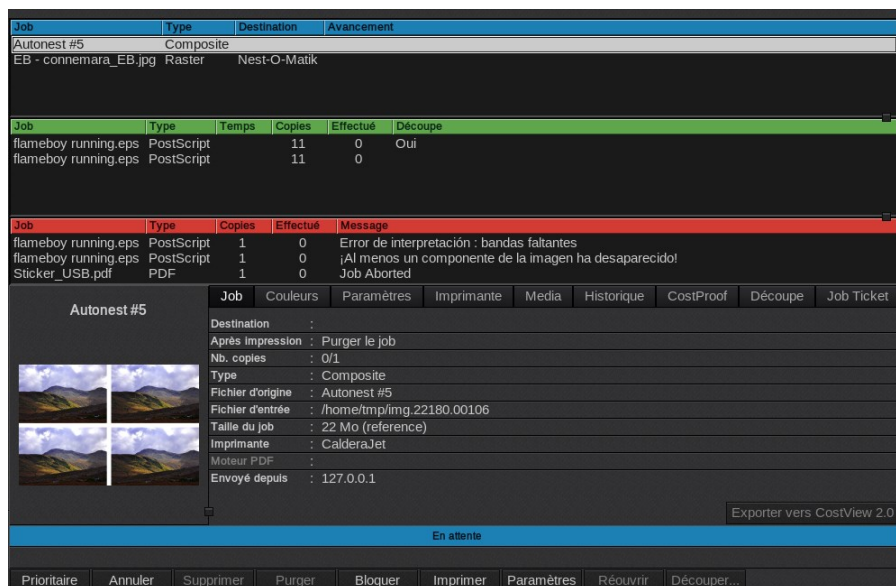 Job Type Destination Avancement
Autonest #5 Composite
EB - connemara_EB.jpg Raster Nest-O-Matik
Job Type Temps Copies Effectué Découpe
flameboy running.eps PostScript 11 0 Oui
flameboy running.eps PostScript 11 0
Job Type Copies Effectué Message
flameboy running.eps PostScript 1 0 Error de interpretación : bandas faltantes
flameboy running.eps PostScript 1 0 ¡Al menos un componente de la imagen ha desaparecido!
Sticker_USB.pdf PDF 1 0 Job Aborted
Autonest #5
Job Couleurs Paramètres Imprimante Media Historique CostProof Découpe Job Ticket
Destination :
Après impression : Purger le job
Nb. copies : 0/1
Type : Composite
Fichier d'origine : Autonest #5
Fichier d'entrée : /home/tmp/img.22180.00106
Taille du job : 22 Mo (reference)
Imprimante : CalderaJet
Moteur PDF :
Envoyé depuis : 127.0.0.1
Exporter vers CostView 2.0
En attente
Prioritaire Annuler Supprimer Purger Bloquer Imprimer Paramètres Réouvrir Découper...